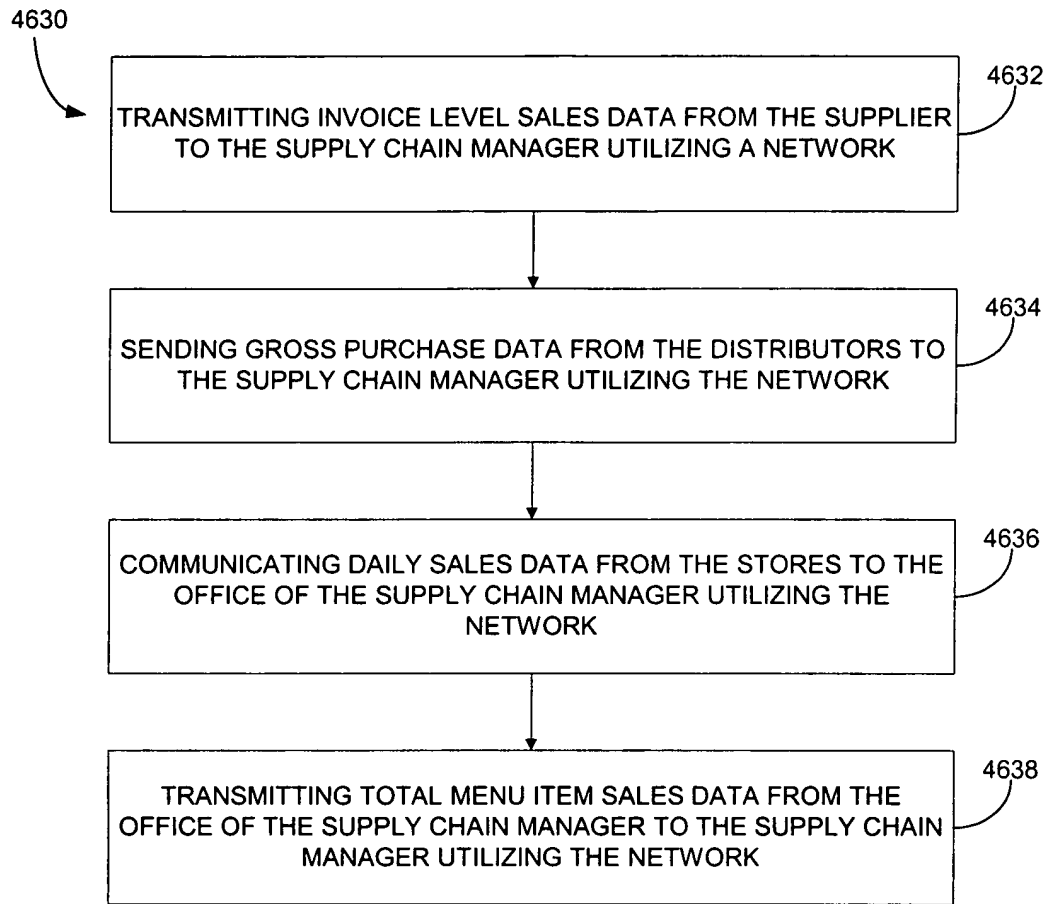 4630
4632
TRANSMITTING INVOICE LEVEL SALES DATA FROM THE SUPPLIER
TO THE SUPPLY CHAIN MANAGER UTILIZING A NETWORK
4634
SENDING GROSS PURCHASE DATA FROM THE DISTRIBUTORS TO
THE SUPPLY CHAIN MANAGER UTILIZING THE NETWORK
4636
COMMUNICATING DAILY SALES DATA FROM THE STORES TO THE
OFFICE OF THE SUPPLY CHAIN MANAGER UTILIZING THE
NETWORK
4638
TRANSMITTING TOTAL MENU ITEM SALES DATA FROM THE
OFFICE OF THE SUPPLY CHAIN MANAGER TO THE SUPPLY CHAIN
MANAGER UTILIZING THE NETWORK